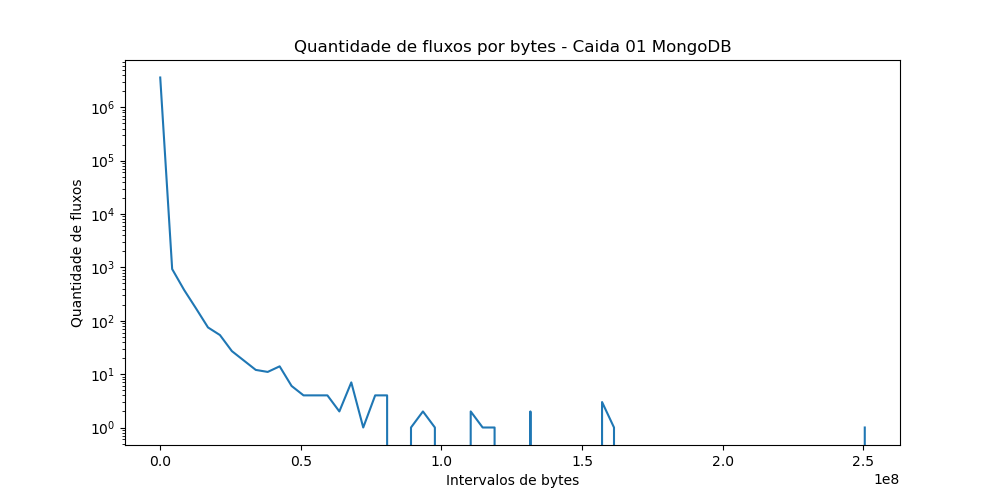 Quantidade de fluxos por bytes - Caida 01 MongoDB
Quantidade de fluxos
10⁶
10⁵
10⁴
10³
10²
10¹
10⁰
0.0 0.5 1.0 1.5 2.0 2.5
1e8
Intervalos de bytes